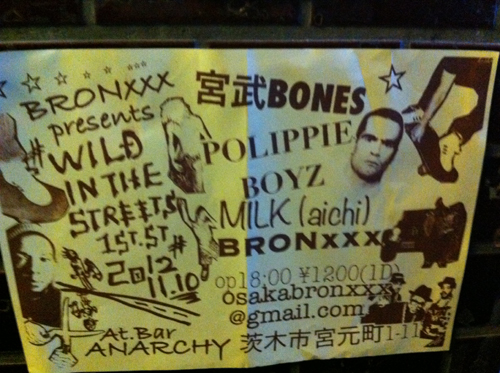 BRONXXX
presents
#WILD
IN THE
STREETS
1ST.ST#
2012
11.10
At.Bar
ANARCHY
宮武BONES
POLIPPIE
BOYZ
MILK (aichi)
BRONXXX
op18:00 ¥1200(1D)
osakabronxxx
@gmail.com
茨木市宮元町1-11